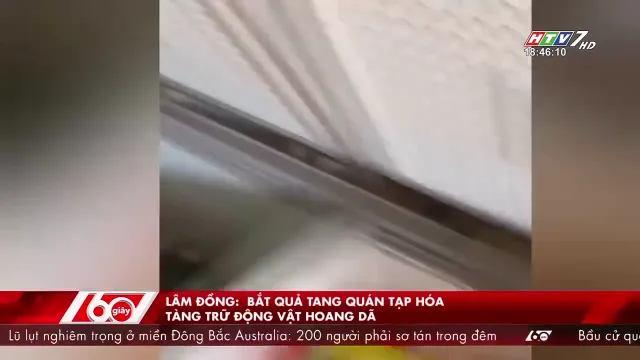 HTV7 HD
18:46:10
60 giây
LÂM ĐỒNG: BẮT QUẢ TANG QUÁN TẠP HÓA
TÀNG TRỮ ĐỘNG VẬT HOANG DÃ
Lũ lụt nghiêm trọng ở miền Đông Bắc Australia: 200 người phải sơ tán trong đêm 60 Bầu cử qu